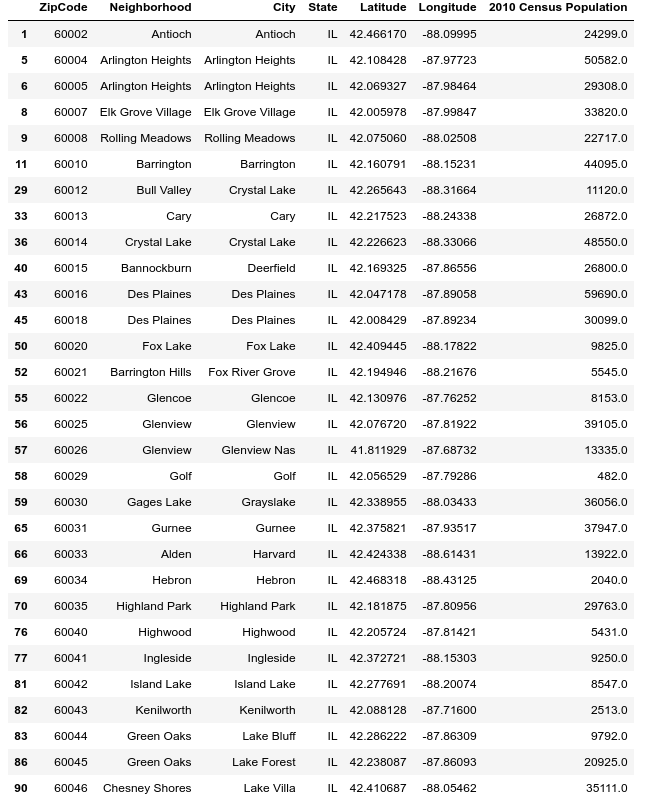 ZipCode Neighborhood City State Latitude Longitude 2010 Census Population
1 60002 Antioch Antioch IL 42.466170 -88.09995 24299.0
5 60004 Arlington Heights Arlington Heights IL 42.108428 -87.97723 50582.0
6 60005 Arlington Heights Arlington Heights IL 42.069327 -87.98464 29308.0
8 60007 Elk Grove Village Elk Grove Village IL 42.005978 -87.99847 33820.0
9 60008 Rolling Meadows Rolling Meadows IL 42.075060 -88.02508 22717.0
11 60010 Barrington Barrington IL 42.160791 -88.15231 44095.0
29 60012 Bull Valley Crystal Lake IL 42.265643 -88.31664 11120.0
33 60013 Cary Cary IL 42.217523 -88.24338 26872.0
36 60014 Crystal Lake Crystal Lake IL 42.226623 -88.33066 48550.0
40 60015 Bannockburn Deerfield IL 42.169325 -87.86556 26800.0
43 60016 Des Plaines Des Plaines IL 42.047178 -87.89058 59690.0
45 60018 Des Plaines Des Plaines IL 42.008429 -87.89234 30099.0
50 60020 Fox Lake Fox Lake IL 42.409445 -88.17822 9825.0
52 60021 Barrington Hills Fox River Grove IL 42.194946 -88.21676 5545.0
55 60022 Glencoe Glencoe IL 42.130976 -87.76252 8153.0
56 60025 Glenview Glenview IL 42.076720 -87.81922 39105.0
57 60026 Glenview Glenview Nas IL 41.811929 -87.68732 13335.0
58 60029 Golf Golf IL 42.056529 -87.79286 482.0
59 60030 Gages Lake Grayslake IL 42.338955 -88.03433 36056.0
65 60031 Gurnee Gurnee IL 42.375821 -87.93517 37947.0
66 60033 Alden Harvard IL 42.424338 -88.61431 13922.0
69 60034 Hebron Hebron IL 42.468318 -88.43125 2040.0
70 60035 Highland Park Highland Park IL 42.181875 -87.80956 29763.0
76 60040 Highwood Highwood IL 42.205724 -87.81421 5431.0
77 60041 Ingleside Ingleside IL 42.372721 -88.15303 9250.0
81 60042 Island Lake Island Lake IL 42.277691 -88.20074 8547.0
82 60043 Kenilworth Kenilworth IL 42.088128 -87.71600 2513.0
83 60044 Green Oaks Lake Bluff IL 42.286222 -87.86309 9792.0
86 60045 Green Oaks Lake Forest IL 42.238087 -87.86093 20925.0
90 60046 Chesney Shores Lake Villa IL 42.410687 -88.05462 35111.0